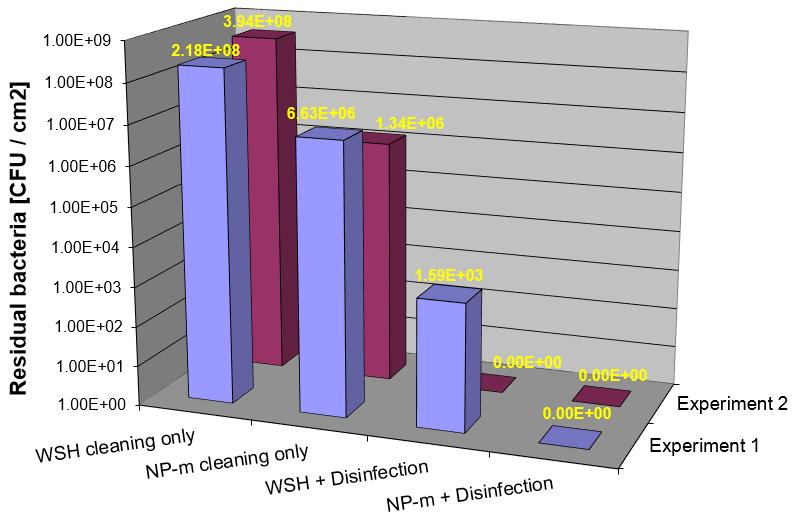 Residual bacteria [CFU / cm2]
1.00E+09
1.00E+08
1.00E+07
1.00E+06
1.00E+05
1.00E+04
1.00E+03
1.00E+02
1.00E+01
1.00E+00
3.94E+08
2.18E+08
6.63E+06
1.34E+06
1.59E+03
0.00E+00
0.00E+00
0.00E+00
Experiment 2
Experiment 1
WSH cleaning only
NP-m cleaning only
WSH + Disinfection
NP-m + Disinfection